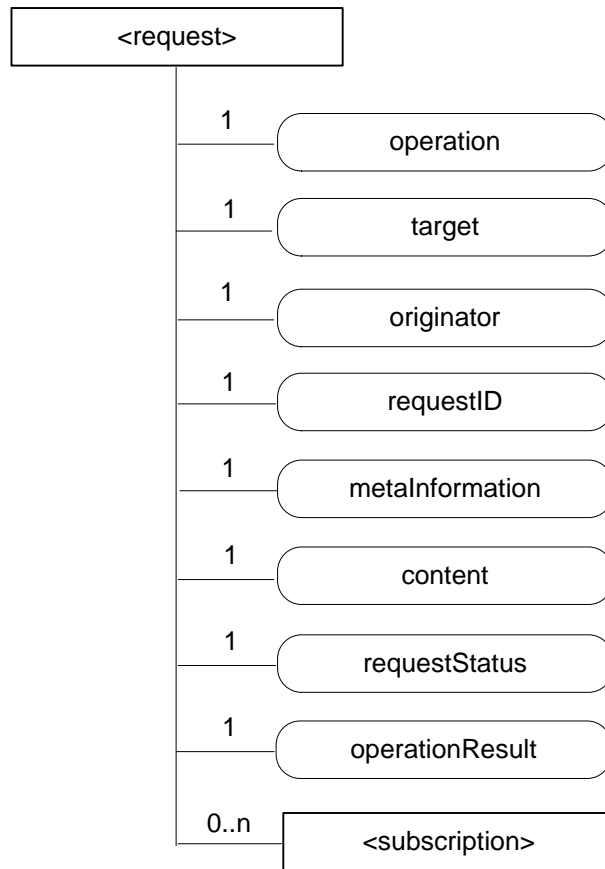 <request>
1
operation
1
target
1
originator
1
requestID
1
metaInformation
1
content
1
requestStatus
1
operationResult
0..n
<subscription>